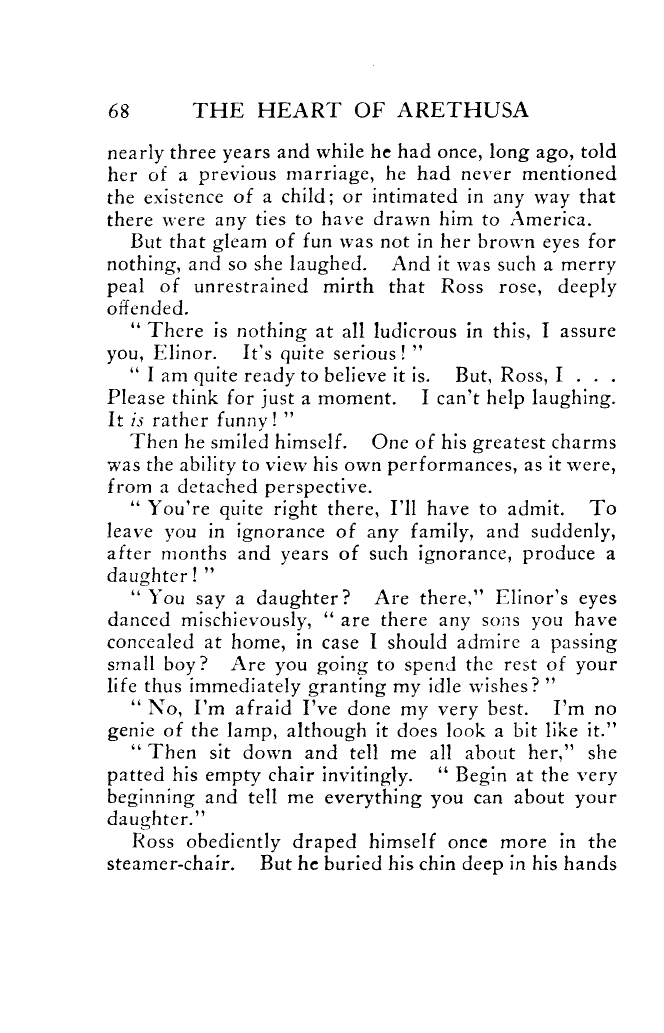 68 THE HEART OF ARETHUSA
nearly three years and while he had once, long ago, told
her of a previous marriage, he had never mentioned
the existence of a child; or intimated in any way that
there were any ties to have drawn him to America.
But that gleam of fun was not in her brown eyes for
nothing, and so she laughed. And it was such a merry
peal of unrestrained mirth that Ross rose, deeply
offended.
“ There is nothing at all ludicrous in this, I assure
you, Elinor. It's quite serious! ”
“ I am quite ready to believe it is. But, Ross, I . . .
Please think for just a moment. I can't help laughing.
It is rather funny! ”
Then he smiled himself. One of his greatest charms
was the ability to view his own performances, as it were,
from a detached perspective.
“ You're quite right there, I'll have to admit. To
leave you in ignorance of any family, and suddenly,
after months and years of such ignorance, produce a
daughter! ”
“ You say a daughter? Are there,” Elinor's eyes
danced mischievously, “ are there any sons you have
concealed at home, in case I should admire a passing
small boy? Are you going to spend the rest of your
life thus immediately granting my idle wishes? ”
“ No, I'm afraid I've done my very best. I'm no
genie of the lamp, although it does look a bit like it.”
“ Then sit down and tell me all about her,” she
patted his empty chair invitingly. “ Begin at the very
beginning and tell me everything you can about your
daughter.”
Ross obediently draped himself once more in the
steamer-chair. But he buried his chin deep in his hands